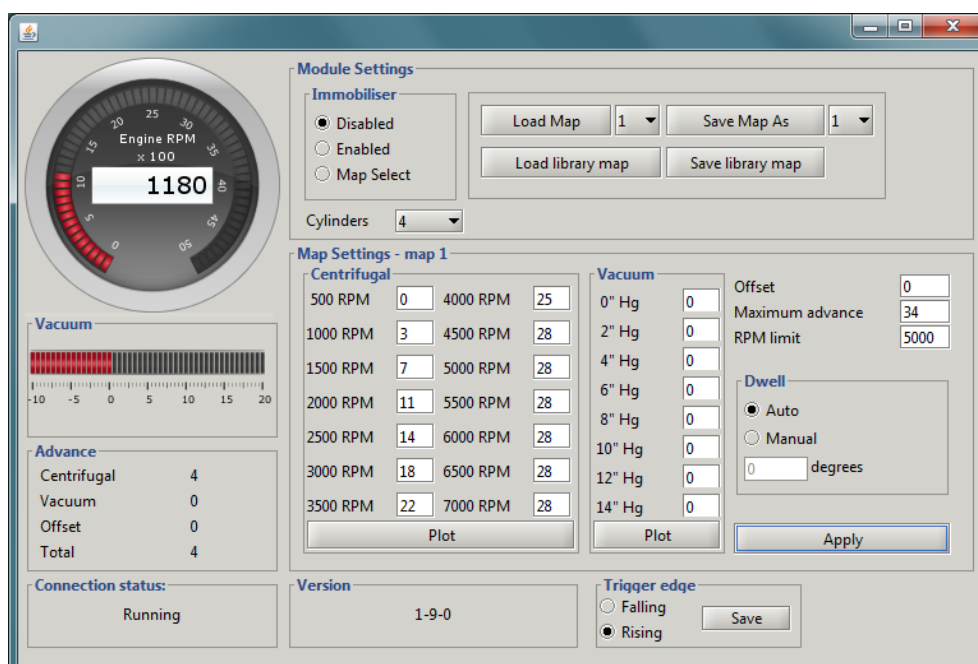 Engine RPM
x 100
1180
0 5 10 15 20 25 30 35 40 45 50
Vacuum
-10 -5 0 5 10 15 20
Advance
Centrifugal 4
Vacuum 0
Offset 0
Total 4
Connection status:
Running
Module Settings
Immobiliser
Disabled
Enabled
Map Select
Load Map 1 Save Map As 1
Load library map Save library map
Cylinders 4
Map Settings - map 1
Centrifugal
500 RPM 0 4000 RPM 25
1000 RPM 3 4500 RPM 28
1500 RPM 7 5000 RPM 28
2000 RPM 11 5500 RPM 28
2500 RPM 14 6000 RPM 28
3000 RPM 18 6500 RPM 28
3500 RPM 22 7000 RPM 28
Plot
Vacuum
0" Hg 0
2" Hg 0
4" Hg 0
6" Hg 0
8" Hg 0
10" Hg 0
12" Hg 0
14" Hg 0
Plot
Offset 0
Maximum advance 34
RPM limit 5000
Dwell
Auto
Manual
0 degrees
Apply
Version
1-9-0
Trigger edge
Falling
Rising
Save